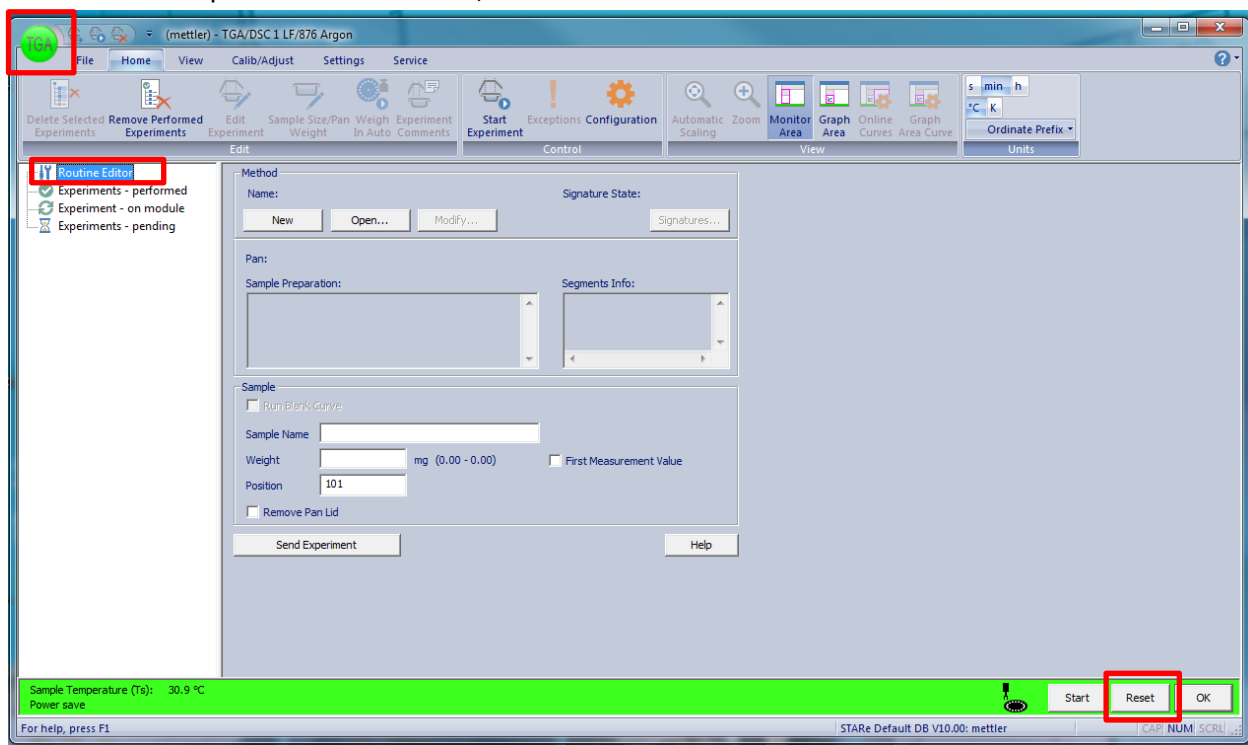 (mettler) - TGA/DSC 1 LF/876 Argon
TGA
File Home View Calib/Adjust Settings Service
Delete Selected Experiments
Remove Performed Experiments
Edit Experiment
Sample Size/Pan Weight
Weigh In Auto
Experiment Comments
Start Experiment
Exceptions
Configuration
Automatic Scaling
Zoom
Monitor Area
Graph Area
Online Curves
Graph Area Curve
s min h
°C K
Ordinate Prefix
Edit Control View Units
Routine Editor
Experiments - performed
Experiment - on module
Experiments - pending
Method
Name: Signature State:
New Open... Modify... Signatures...
Pan:
Sample Preparation: Segments Info:
Sample
Run Blank Curve
Sample Name
Weight mg (0.00 - 0.00) First Measurement Value
Position 101
Remove Pan Lid
Send Experiment Help
Sample Temperature (Ts): 30.9 °C
Power save
Start Reset OK
For help, press F1 STARe Default DB V10.00: mettler CAP NUM SCRL